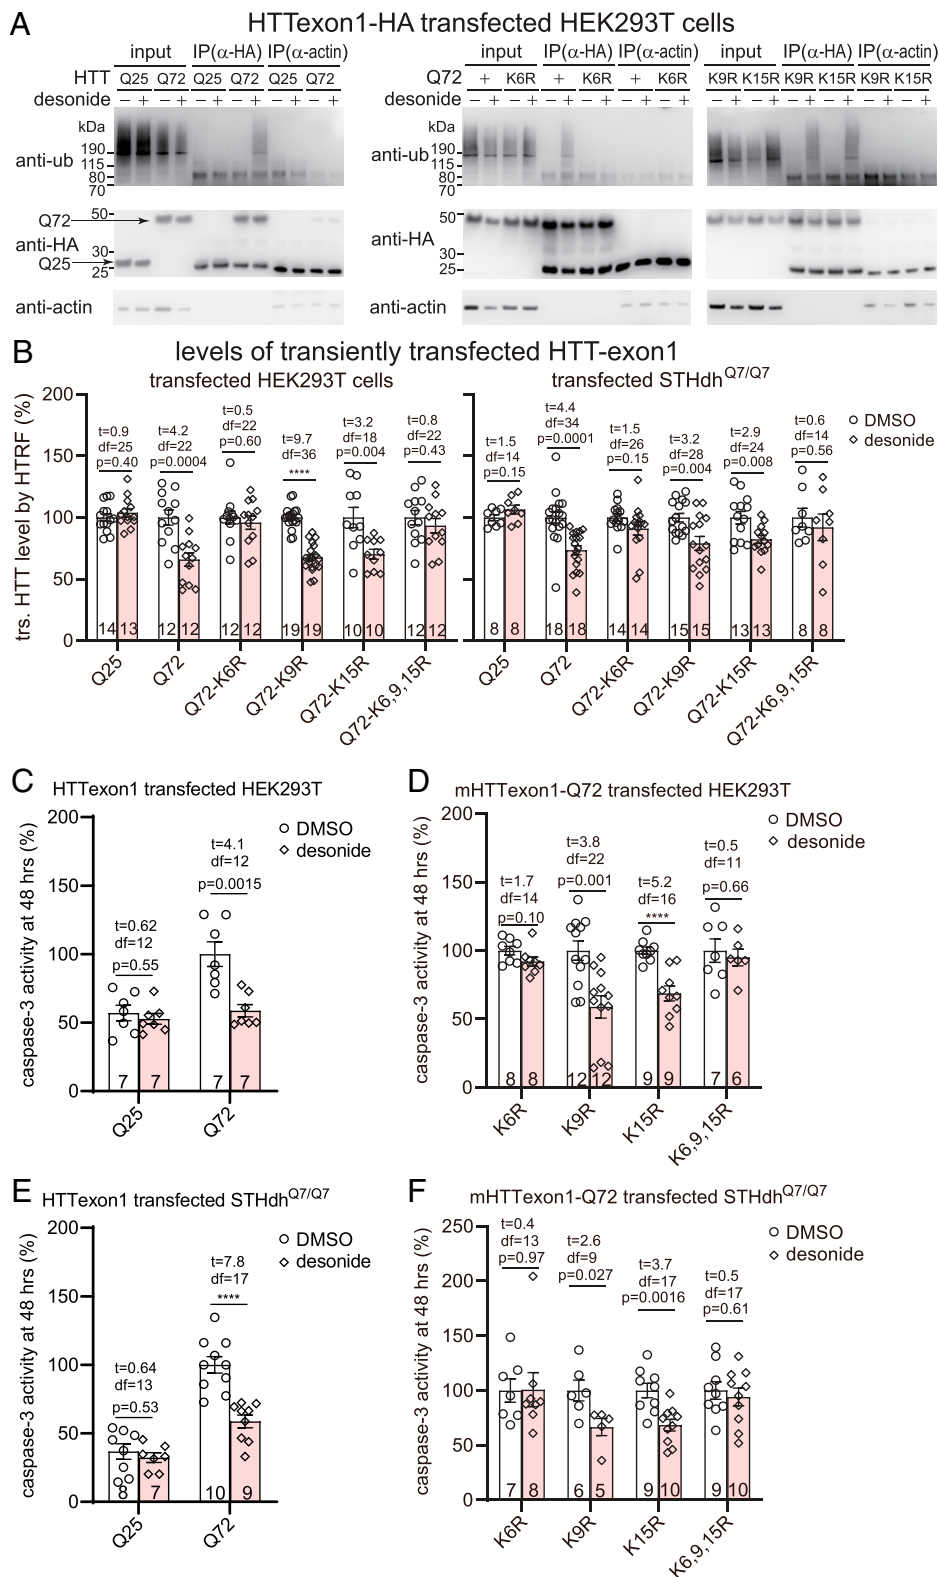 A
HTTexon1-HA transfected HEK293T cells
input IP(α-HA) IP(α-actin)
HTT Q25 Q72 Q25 Q72 Q25 Q72
desonide − + − + − + − + − + − +
kDa
anti-ub
190
115
80
70
Q72
50
anti-HA
30
Q25
25
anti-actin
input IP(α-HA) IP(α-actin)
Q72 + K6R + K6R + K6R
desonide − + − + − + − + − + − +
kDa
anti-ub
190
115
80
70
50
anti-HA
30
25
anti-actin
input IP(α-HA) IP(α-actin)
K9R K15R K9R K15R K9R K15R
− + − + − + − + − + − +
B
levels of transiently transfected HTT-exon1
transfected HEK293T cells
transfected STHdh Q7/Q7
trs. HTT level by HTRF (%)
200
150
100
50
0
t=0.9
df=25
p=0.40
t=4.2
df=22
p=0.0004
t=0.5
df=22
p=0.60
t=9.7
df=36
****
t=3.2
df=18
p=0.004
t=0.8
df=22
p=0.43
t=1.5
df=14
p=0.15
t=4.4
df=34
p=0.0001
t=1.5
df=26
p=0.15
t=3.2
df=28
p=0.004
t=2.9
df=24
p=0.008
t=0.6
df=14
p=0.56
DMSO
desonide
14 13 12 12 12 12 19 19 10 10 12 12
8 8 18 18 14 14 15 15 13 13 8 8
Q25
Q72
Q72-K6R
Q72-K9R
Q72-K15R
Q72-K6,9,15R
Q25
Q72
Q72-K6R
Q72-K9R
Q72-K15R
Q72-K6,9,15R
C
HTTexon1 transfected HEK293T
caspase-3 activity at 48 hrs (%)
200
150
100
50
0
DMSO
desonide
t=0.62
df=12
p=0.55
t=4.1
df=12
p=0.0015
7 7 7 7
Q25
Q72
D
mHTTexon1-Q72 transfected HEK293T
caspase-3 activity at 48 hrs (%)
200
150
100
50
0
DMSO
desonide
t=1.7
df=14
p=0.10
t=3.8
df=22
p=0.001
t=5.2
df=16
****
t=0.5
df=11
p=0.66
8 8 12 12 9 9 7 6
K6R
K9R
K15R
K6,9,15R
E
HTTexon1 transfected STHdh Q7/Q7
caspase-3 activity at 48 hrs (%)
200
150
100
50
0
DMSO
desonide
t=0.64
df=13
p=0.53
t=7.8
df=17
****
7 10 9
Q25
Q72
F
mHTTexon1-Q72 transfected STHdh Q7/Q7
caspase-3 activity at 48 hrs (%)
250
200
150
100
50
0
DMSO
desonide
t=0.4
df=13
p=0.97
t=2.6
df=9
p=0.027
t=3.7
df=17
p=0.0016
t=0.5
df=17
p=0.61
7 8 6 5 9 10 9 10
K6R
K9R
K15R
K6,9,15R